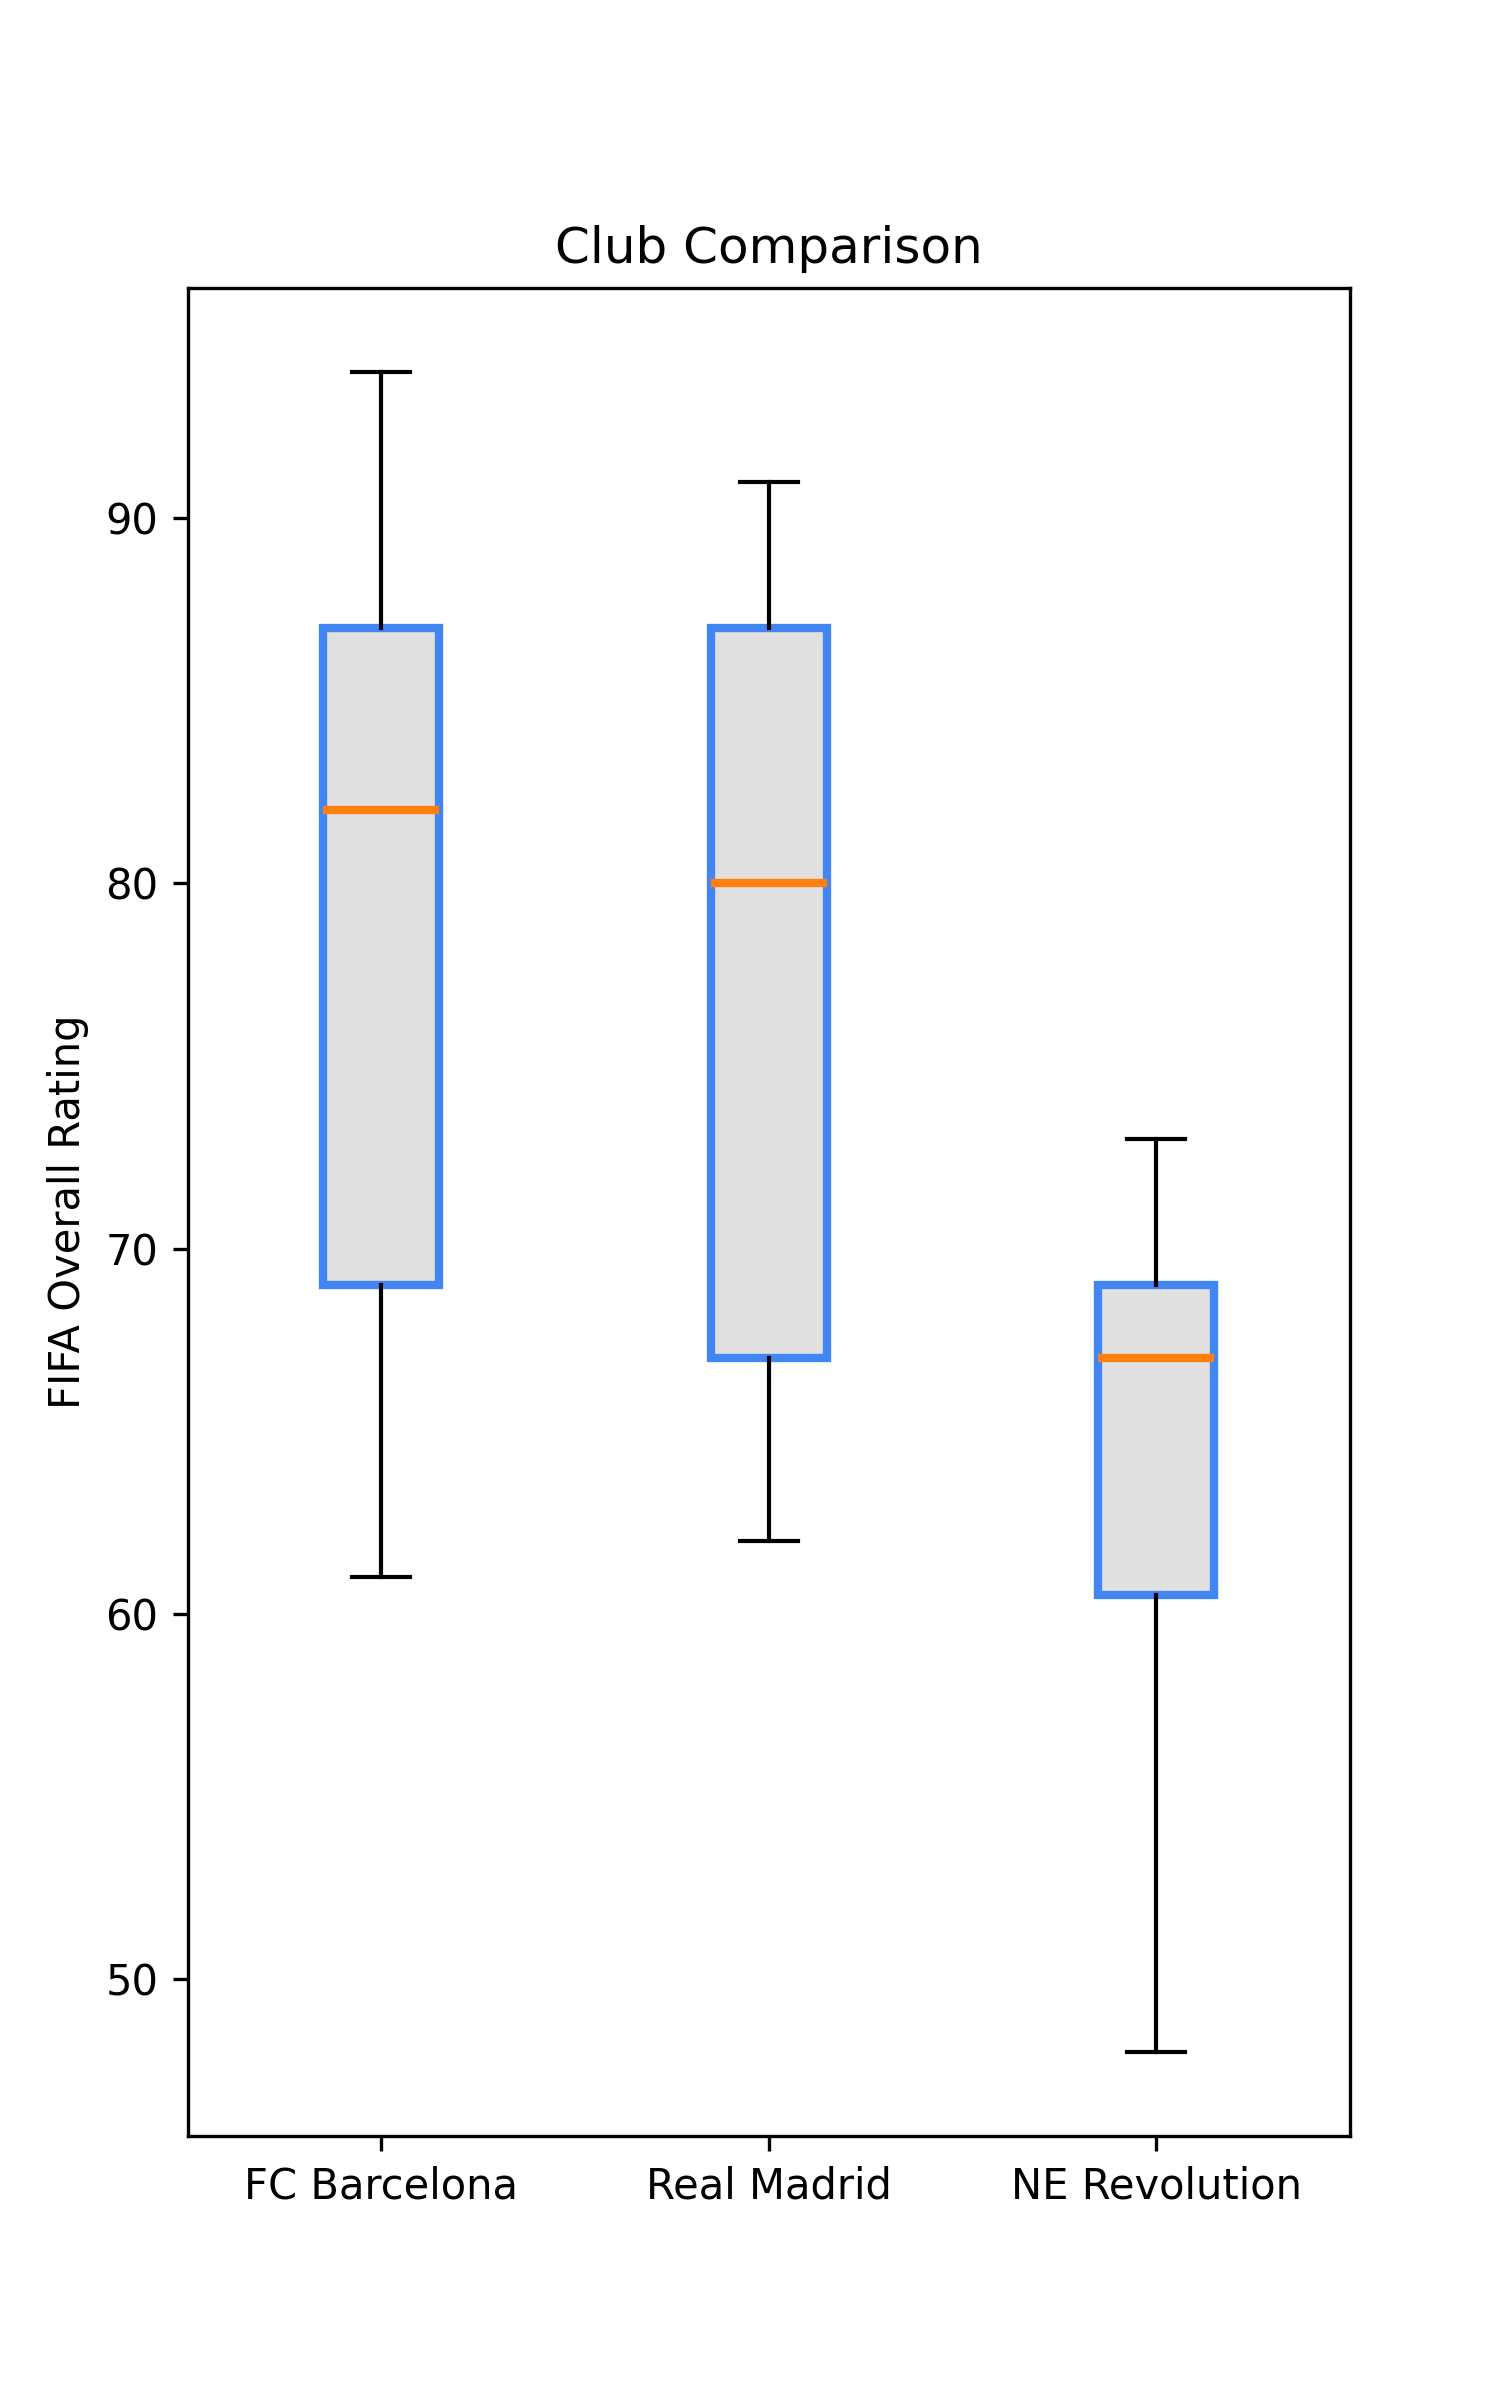 Club Comparison
FIFA Overall Rating
90
80
70
60
50
FC Barcelona
Real Madrid
NE Revolution